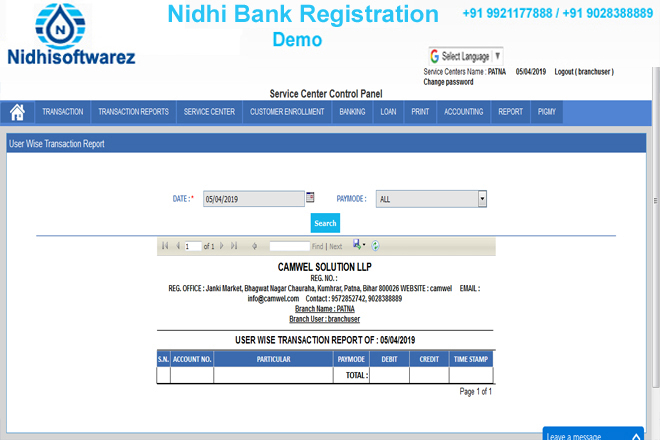 Nidhi Bank Registration
+91 9921177888 / +91 9028388889
Demo
Nidhisoftwarez
G Select Language
Service Centers Name : PATNA 05/04/2019 Logout ( branchuser )
Change password
Service Center Control Panel
TRANSACTION TRANSACTION REPORTS SERVICE CENTER CUSTOMER ENROLLMENT BANKING LOAN PRINT ACCOUNTING REPORT PIGMY
User Wise Transaction Report
DATE : * 05/04/2019 PAYMODE : ALL
Search
1 of 1 Find | Next
CAMWEL SOLUTION LLP
REG. NO. :
REG. OFFICE : Janki Market, Bhagwat Nagar Chauraha, Kumhrar, Patna, Bihar 800026 WEBSITE : camwel EMAIL :
info@camwel.com Contact : 9572852742, 9028388889
Branch Name : PATNA
Branch User : branchuser
USER WISE TRANSACTION REPORT OF : 05/04/2019
S.N. ACCOUNT NO. PARTICULAR PAYMODE DEBIT CREDIT TIME STAMP
TOTAL :
Page 1 of 1
Leave a message